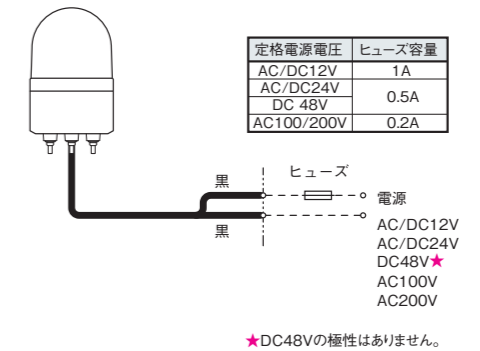 定格電源電圧 ヒューズ容量
AC/DC12V 1A
AC/DC24V 0.5A
DC 48V
AC100/200V 0.2A
ヒューズ
黒
電源
黒
AC/DC12V
AC/DC24V
DC48V★
AC100V
AC200V
★DC48Vの極性はありません。